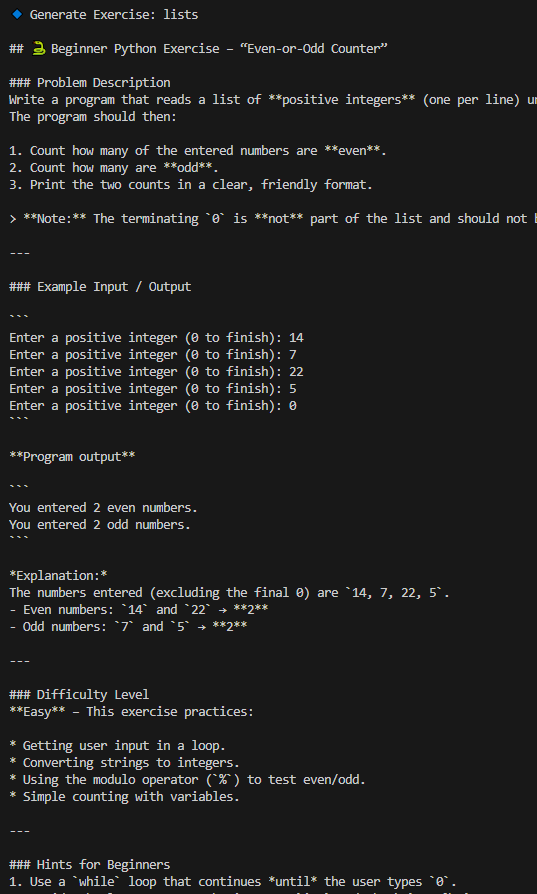 🔹 Generate Exercise: lists
## 🐍 Beginner Python Exercise – “Even-or-Odd Counter”
### Problem Description
Write a program that reads a list of **positive integers** (one per line)
The program should then:
1. Count how many of the entered numbers are **even**.
2. Count how many are **odd**.
3. Print the two counts in a clear, friendly format.
> **Note:** The terminating `0` is **not** part of the list and should not
---
### Example Input / Output
```
Enter a positive integer (0 to finish): 14
Enter a positive integer (0 to finish): 7
Enter a positive integer (0 to finish): 22
Enter a positive integer (0 to finish): 5
Enter a positive integer (0 to finish): 0
```
**Program output**
```
You entered 2 even numbers.
You entered 2 odd numbers.
```
*Explanation:*
The numbers entered (excluding the final 0) are `14, 7, 22, 5`.
- Even numbers: `14` and `22` → **2**
- Odd numbers: `7` and `5` → **2**
---
### Difficulty Level
**Easy** – This exercise practices:
* Getting user input in a loop.
* Converting strings to integers.
* Using the modulo operator (`%`) to test even/odd.
* Simple counting with variables.
---
### Hints for Beginners
1. Use a `while` loop that continues *until* the user types `0`.